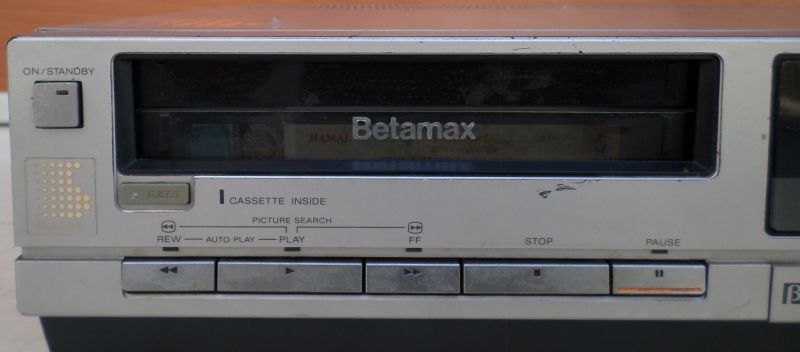 ON/STANDBY
Betamax
EJECT
CASSETTE INSIDE
PICTURE SEARCH
REW AUTO PLAY PLAY FF STOP PAUSE
β